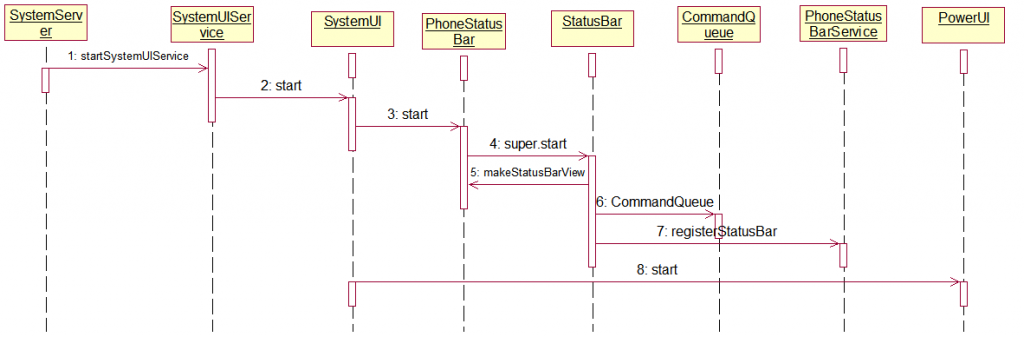 SystemServ
er
SystemUISer
vice
SystemUI
PhoneStatus
Bar
StatusBar
CommandQ
ueue
PhoneStatus
BarService
PowerUI
1: startSystemUIService
2: start
3: start
4: super.start
5: makeStatusBarView
6: CommandQueue
7: registerStatusBar
8: start